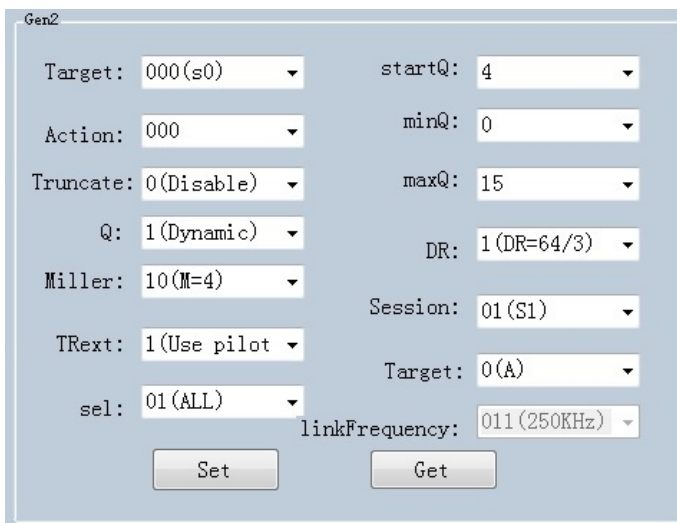 Gen2
Target: 000(s0)
startQ: 4
Action: 000
minQ: 0
Truncate: 0(Disable)
maxQ: 15
Q: 1(Dynamic)
DR: 1(DR=64/3)
Miller: 10(M=4)
Session: 01(S1)
TRext: 1(Use pilot
Target: 0(A)
sel: 01(ALL)
linkFrequency: 011(250KHz)
Set
Get